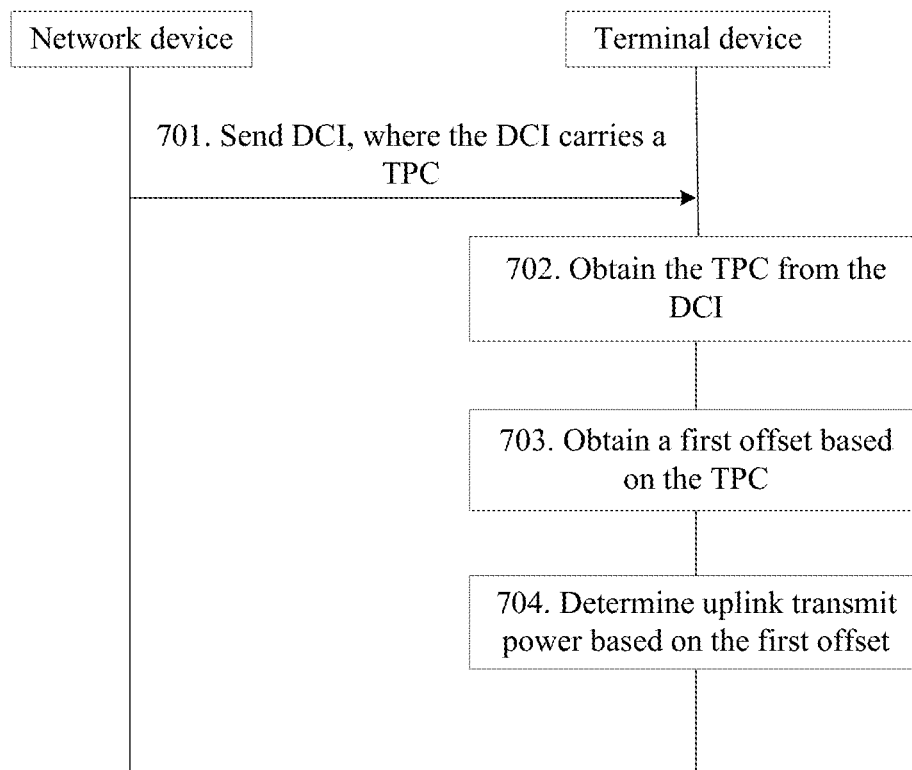 Network device
Terminal device
701. Send DCI, where the DCI carries a
TPC
702. Obtain the TPC from the
DCI
703. Obtain a first offset based
on the TPC
704. Determine uplink transmit
power based on the first offset